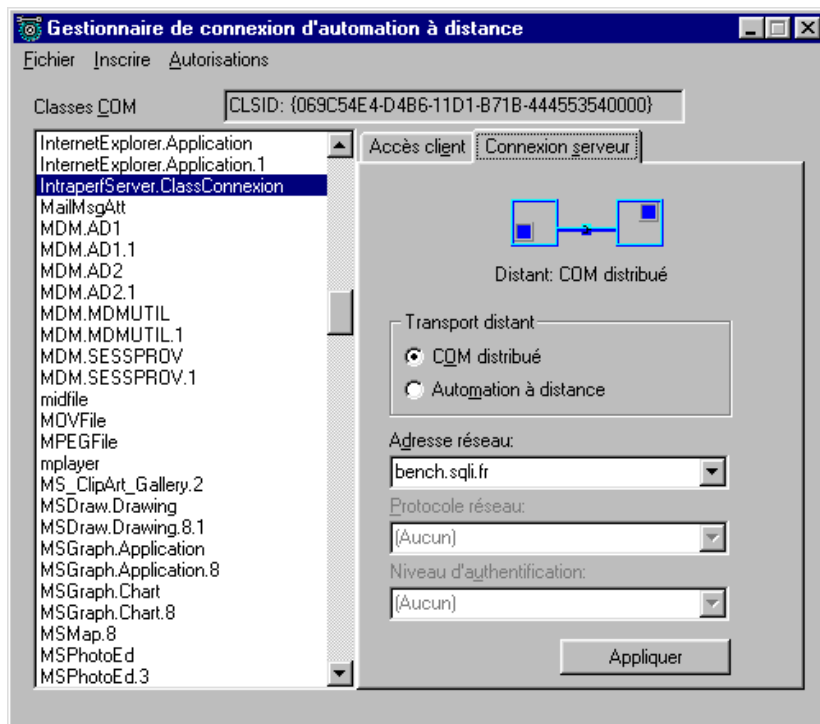 Gestionnaire de connexion d'automation à distance
Fichier Inscrire Autorisations
Classes COM
CLSID: {069C54E4-D4B6-11D1-B71B-444553540000}
InternetExplorer.Application
InternetExplorer.Application.1
IntraperfServer.ClassConnexion
MailMsgAtt
MDM.AD1
MDM.AD1.1
MDM.AD2
MDM.AD2.1
MDM.MDMUTIL
MDM.MDMUTIL.1
MDM.SESSPROV
MDM.SESSPROV.1
midfile
MOVFile
MPEGFile
mplayer
MS_ClipArt_Gallery.2
MSDraw.Drawing
MSDraw.Drawing.8.1
MSGraph.Application
MSGraph.Application.8
MSGraph.Chart
MSGraph.Chart.8
MSMap.8
MSPhotoEd
MSPhotoEd.3
Accès client
Connexion serveur
Distant: COM distribué
Transport distant
COM distribué
Automation à distance
Adresse réseau:
bench.sqli.fr
Protocole réseau:
(Aucun)
Niveau d'authentification:
(Aucun)
Appliquer